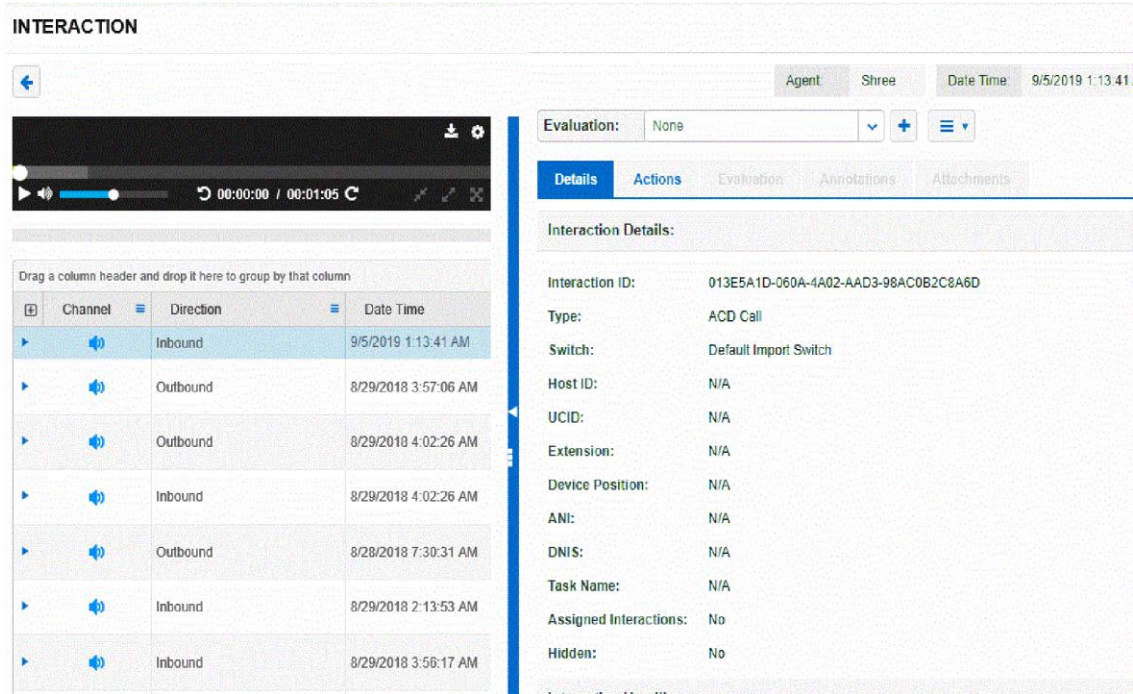 INTERACTION
Agent: Shree Date Time: 9/5/2019 1:13:41
Evaluation: None
00:00:00 / 00:01:05
Details Actions Evaluation Annotations Attachments
Interaction Details:
Drag a column header and drop it here to group by that column
Channel Direction Date Time
Inbound 9/5/2019 1:13:41 AM
Outbound 8/29/2018 3:57:06 AM
Outbound 8/29/2018 4:02:26 AM
Inbound 8/29/2018 4:02:26 AM
Outbound 8/28/2018 7:30:31 AM
Inbound 8/29/2018 2:13:53 AM
Inbound 8/29/2018 3:56:17 AM
Interaction ID: 013E5A1D-060A-4A02-AAD3-98AC0B2C8A6D
Type: ACD Call
Switch: Default Import Switch
Host ID: N/A
UCID: N/A
Extension: N/A
Device Position: N/A
ANI: N/A
DNIS: N/A
Task Name: N/A
Assigned Interactions: No
Hidden: No